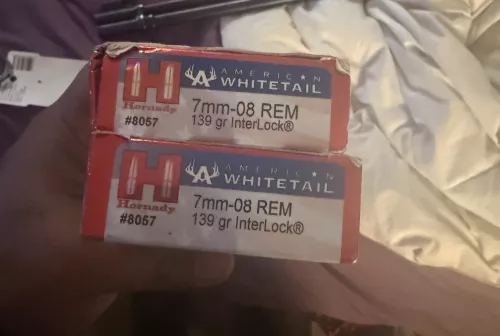 H
AMERICAN
WHITETAIL
Hornady
7mm-08 REM
#8057
139 gr InterLock®
H
AMERICAN
WHITETAIL
Hornady
7mm-08 REM
#8057
139 gr InterLock®